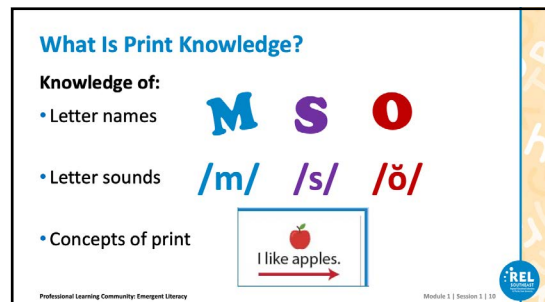 What Is Print Knowledge?
Knowledge of:
• Letter names M S O
• Letter sounds /m/ /s/ /ŏ/
• Concepts of print
I like apples.
Professional Learning Community: Emergent Literacy Module 1 | Session 1 | 10
REL
SOUTHEAST